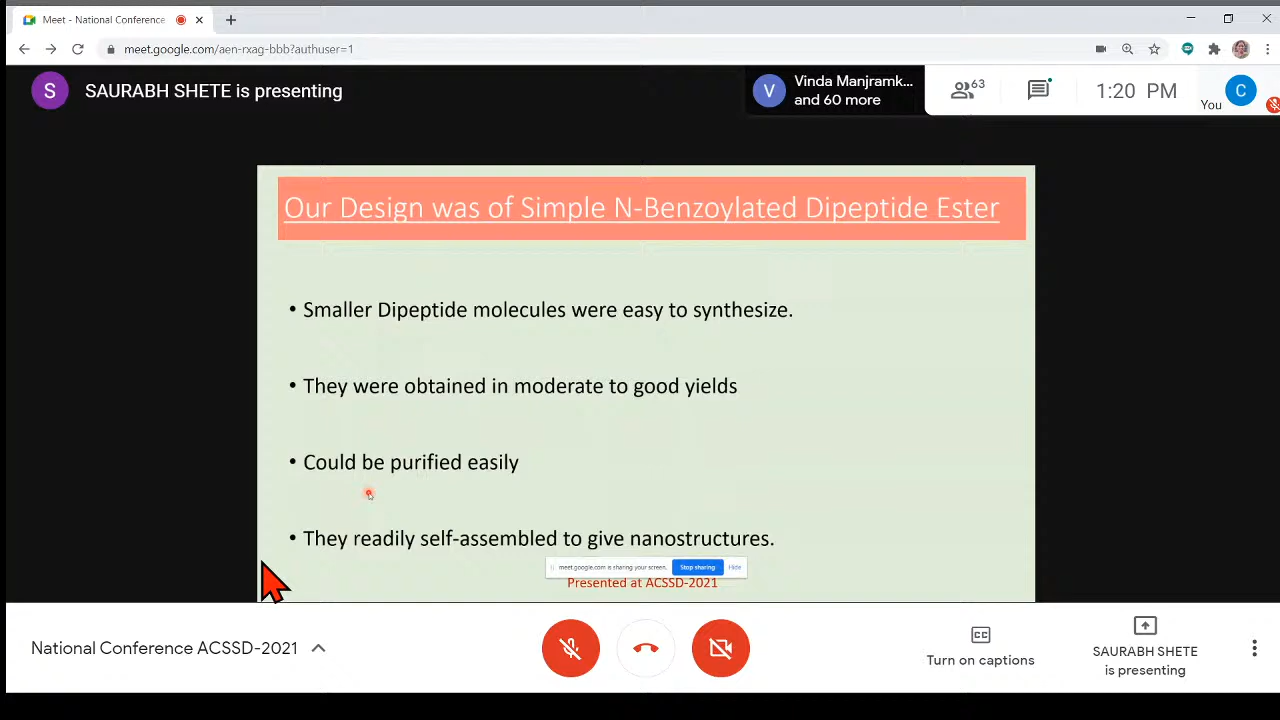 Meet - National Conference
meet.google.com/aen-rxag-bbb?authuser=1
S
SAURABH SHETE is presenting
V
Vinda Manjramk...
and 60 more
63
1:20 PM
You
C
Our Design was of Simple N-Benzoylated Dipeptide Ester
• Smaller Dipeptide molecules were easy to synthesize.
• They were obtained in moderate to good yields
• Could be purified easily
• They readily self-assembled to give nanostructures.
meet.google.com is sharing your screen.
Stop sharing
Hide
Presented at ACSSD-2021
National Conference ACSSD-2021
CC
Turn on captions
SAURABH SHETE
is presenting